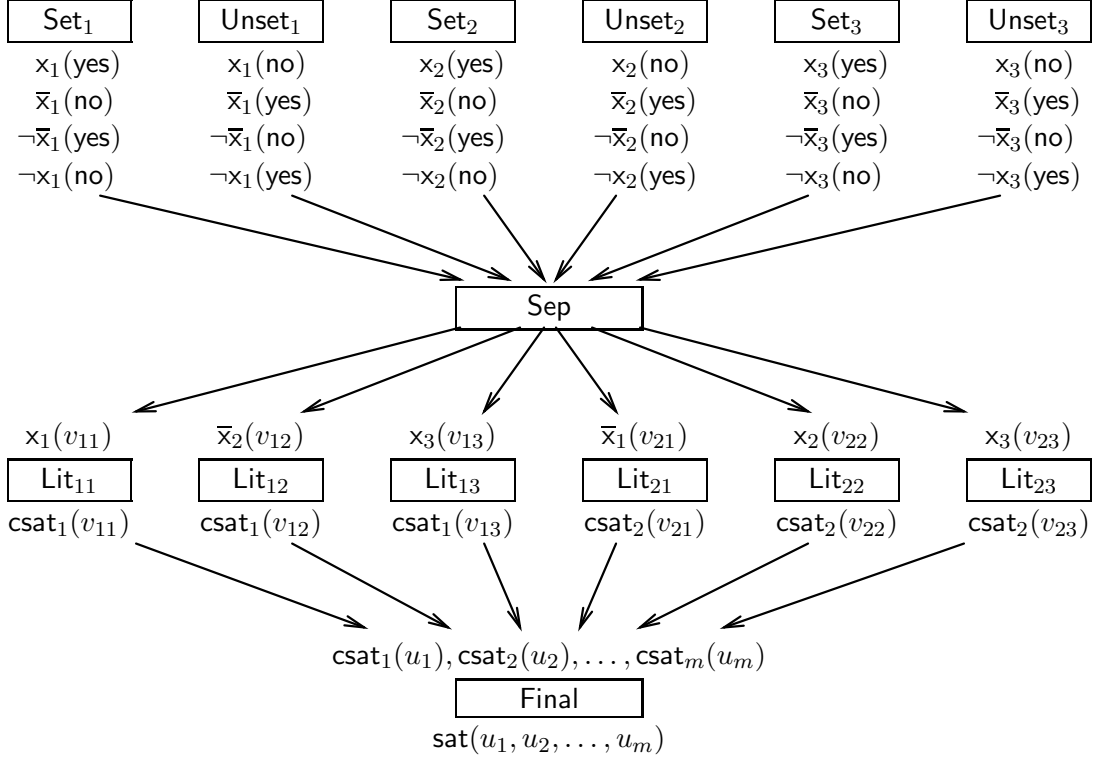 Set₁ Unset₁ Set₂ Unset₂ Set₃ Unset₃
x₁(yes) x₁(no) x₂(yes) x₂(no) x₃(yes) x₃(no)
x̅₁(no) x̅₁(yes) x̅₂(no) x̅₂(yes) x̅₃(no) x̅₃(yes)
¬x̅₁(yes) ¬x̅₁(no) ¬x̅₂(yes) ¬x̅₂(no) ¬x̅₃(yes) ¬x̅₃(no)
¬x₁(no) ¬x₁(yes) ¬x₂(no) ¬x₂(yes) ¬x₃(no) ¬x₃(yes)
Sep
x₁(v₁₁) x̅₂(v₁₂) x₃(v₁₃) x̅₁(v₂₁) x₂(v₂₂) x₃(v₂₃)
Lit₁₁ Lit₁₂ Lit₁₃ Lit₂₁ Lit₂₂ Lit₂₃
csat₁(v₁₁) csat₁(v₁₂) csat₁(v₁₃) csat₂(v₂₁) csat₂(v₂₂) csat₂(v₂₃)
csat₁(u₁), csat₂(u₂), . . . , csatₘ(uₘ)
Final
sat(u₁, u₂, . . . , uₘ)